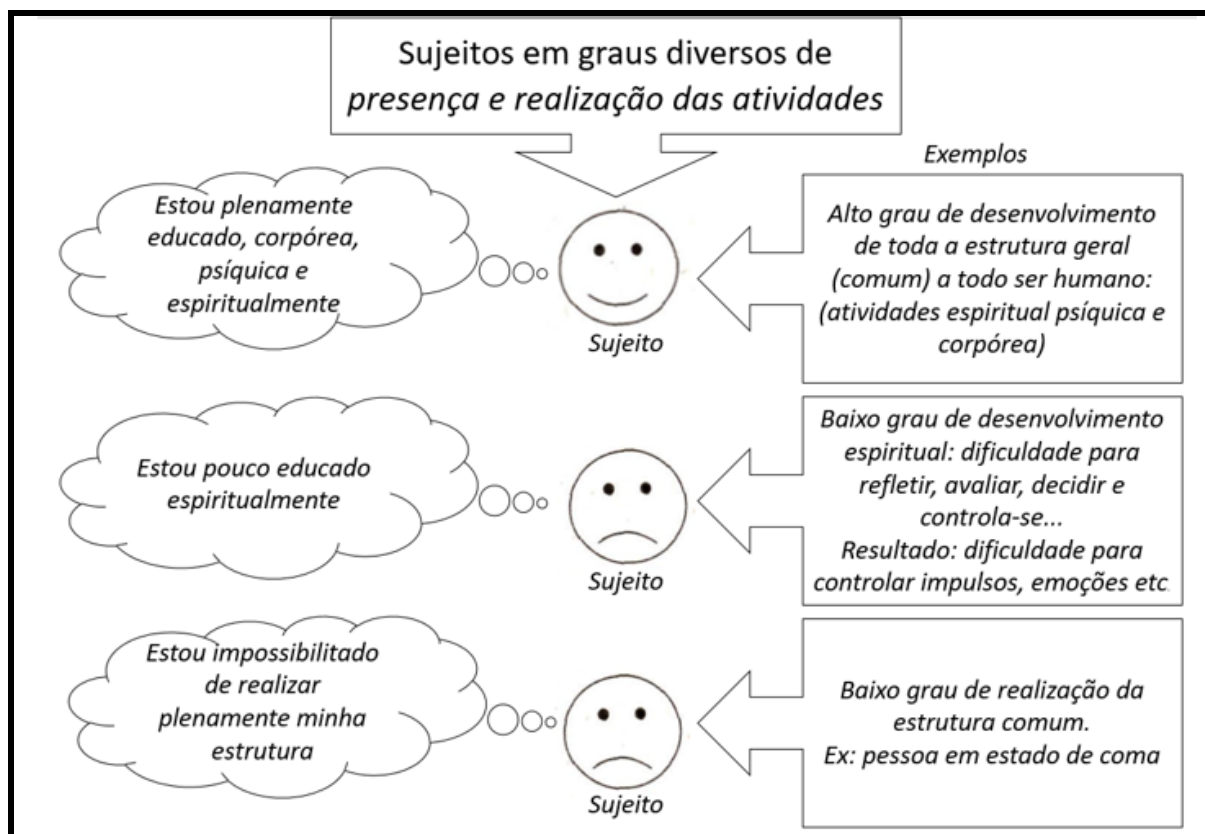 Sujeitos em graus diversos de
presença e realização das atividades
Exemplos
Estou plenamente
educado, corpórea,
psíquica e
espiritualmente
Sujeito
Alto grau de desenvolvimento
de toda a estrutura geral
(comum) a todo ser humano:
(atividades espiritual psíquica e
corpórea)
Estou pouco educado
espiritualmente
Sujeito
Baixo grau de desenvolvimento
espiritual: dificuldade para
refletir, avaliar, decidir e
controla-se...
Resultado: dificuldade para
controlar impulsos, emoções etc.
Estou impossibilitado
de realizar
plenamente minha
estrutura
Sujeito
Baixo grau de realização da
estrutura comum.
Ex: pessoa em estado de coma